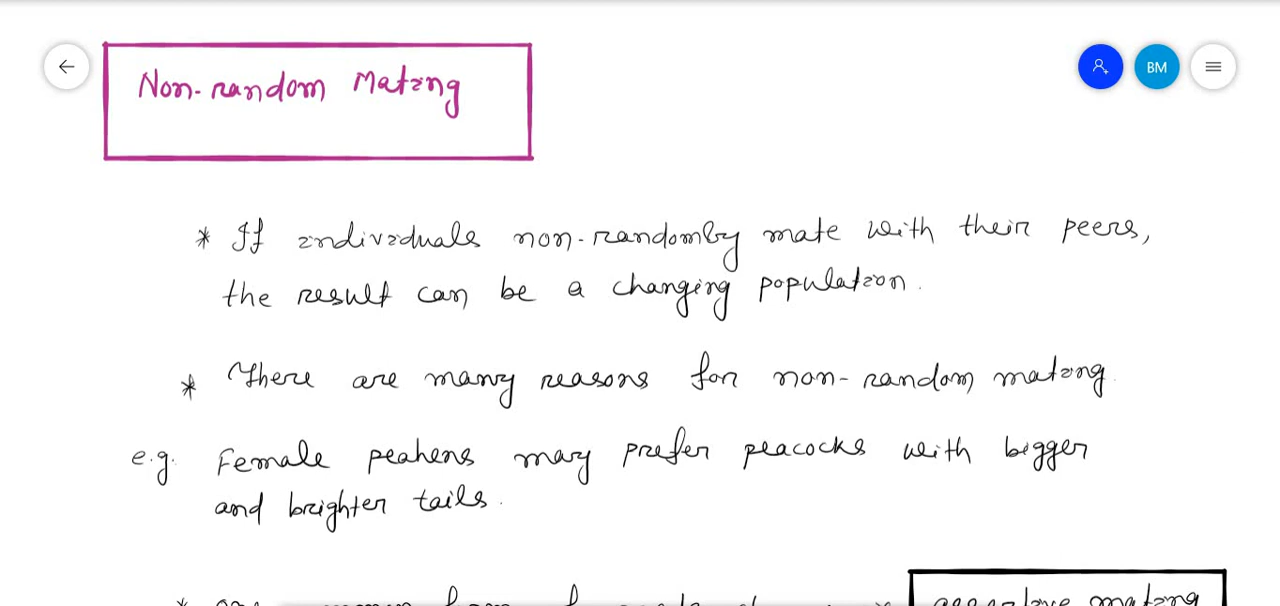 Non-random Mating
BM
* If individuals non-randomly mate with their peers,
the result can be a changing population.
* There are many reasons for non-random mating.
e.g. Female peahens may prefer peacocks with bigger
and brighter tails.
mating